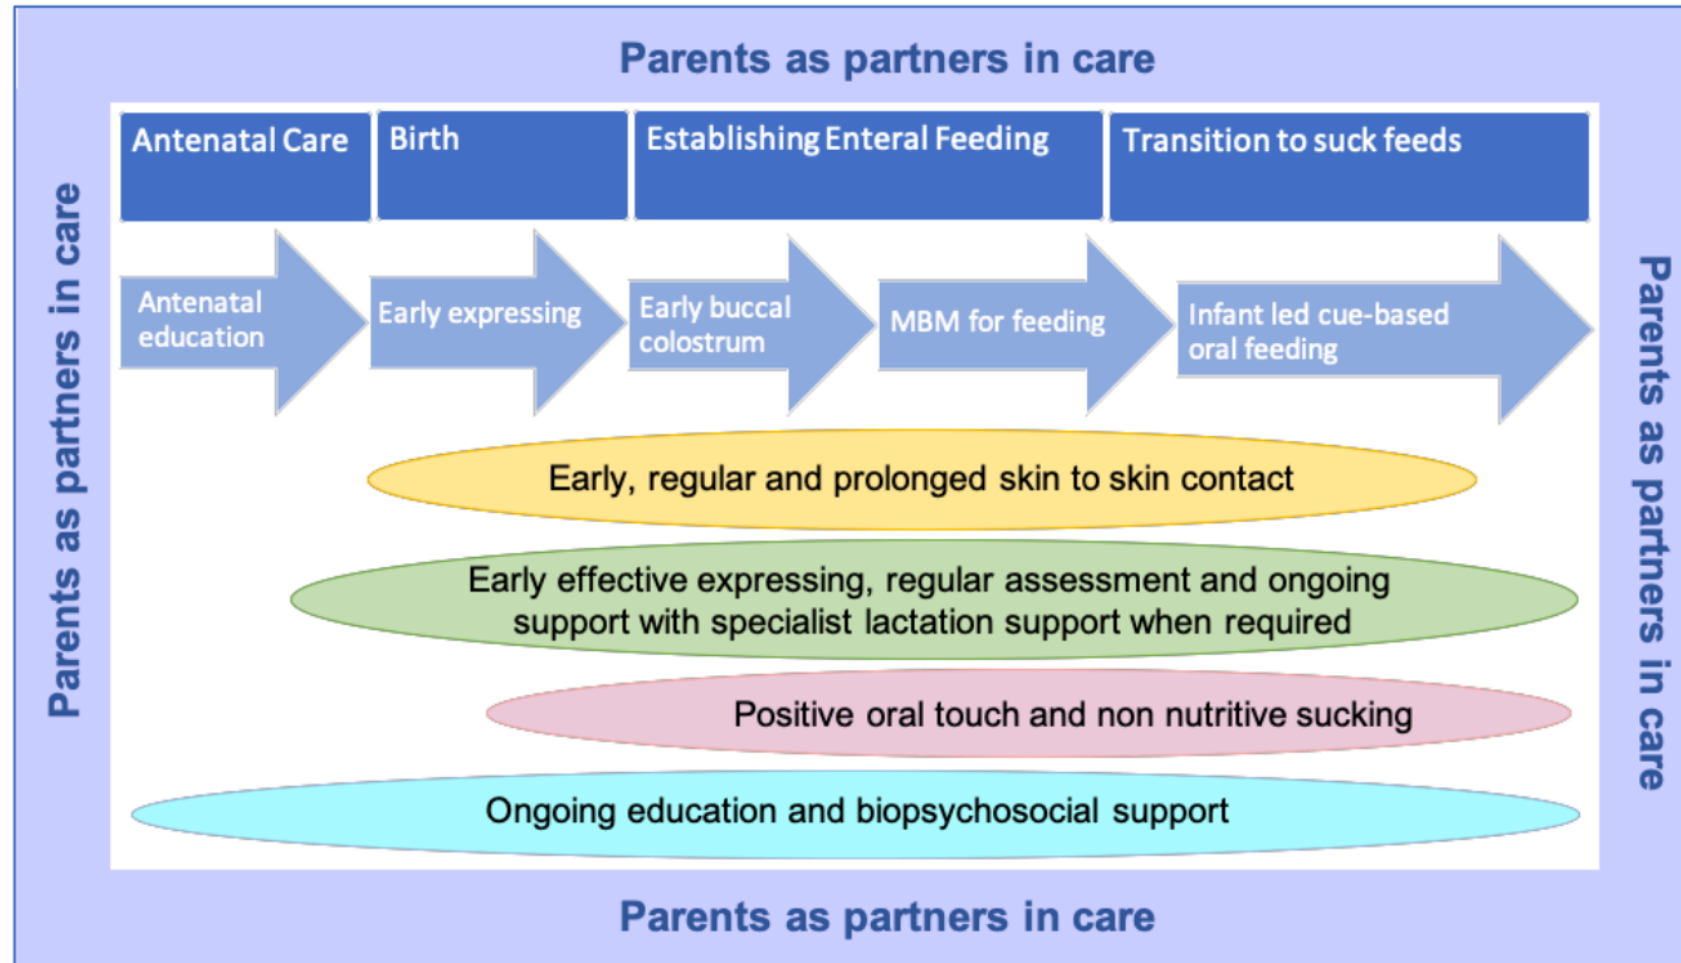 Parents as partners in care
Parents as partners in care
Antenatal Care
Birth
Establishing Enteral Feeding
Transition to suck feeds
Antenatal
education
Early expressing
Early buccal
colostrum
MBM for feeding
Infant led cue-based
oral feeding
Early, regular and prolonged skin to skin contact
Early effective expressing, regular assessment and ongoing
support with specialist lactation support when required
Positive oral touch and non nutritive sucking
Ongoing education and biopsychosocial support
Parents as partners in care
Parents as partners in care